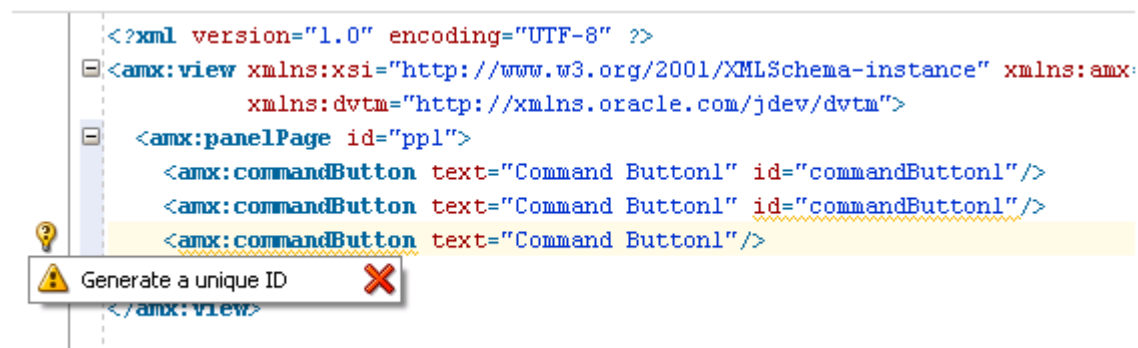 <?xml version="1.0" encoding="UTF-8" ?>
<amx:view xmlns:xsi="http://www.w3.org/2001/XMLSchema-instance" xmlns:amx
xmlns:dvtm="http://xmlns.oracle.com/jdev/dvtm">
<amx:panelPage id="pp1">
<amx:commandButton text="Command Button1" id="commandButton1"/>
<amx:commandButton text="Command Button1" id="commandButton1"/>
<amx:commandButton text="Command Button1"/>
Generate a unique ID
</amx:view>